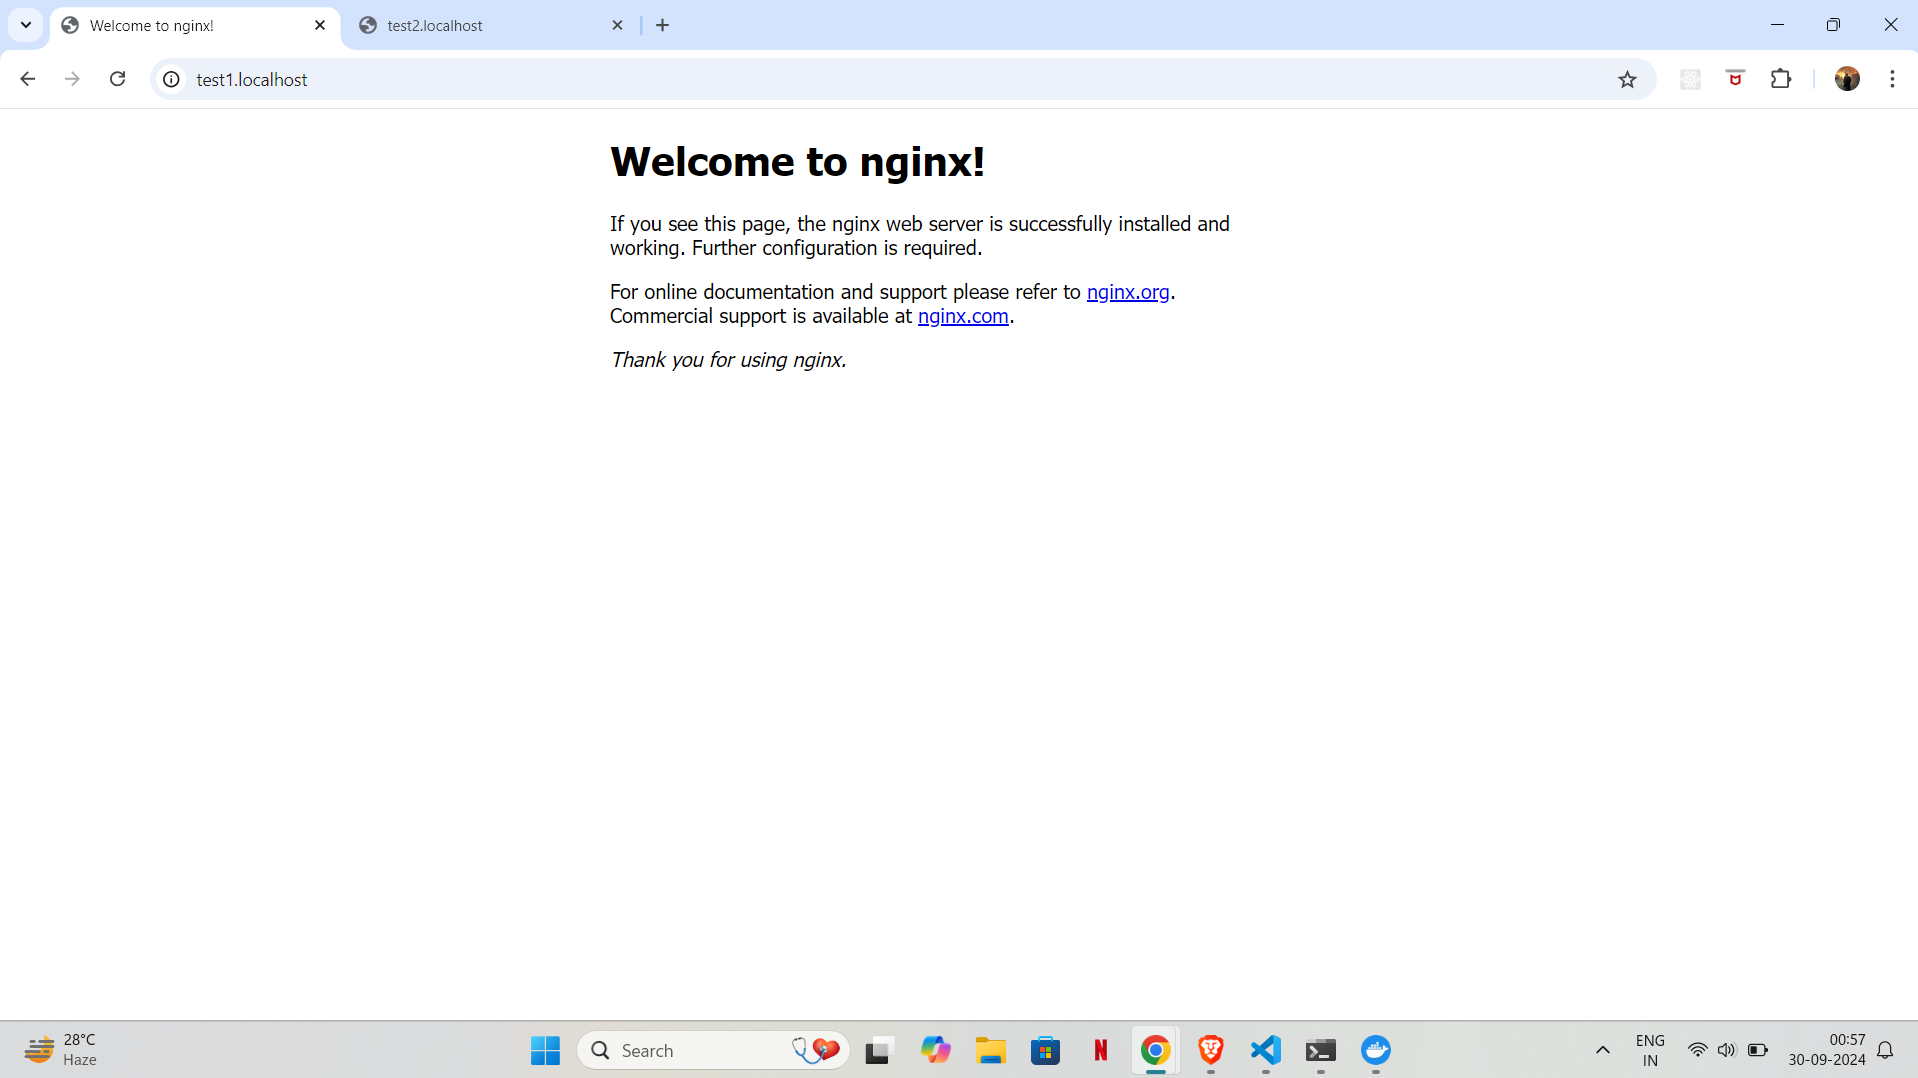 Welcome to nginx!
test2.localhost
test1.localhost
Welcome to nginx!
If you see this page, the nginx web server is successfully installed and
working. Further configuration is required.
For online documentation and support please refer to nginx.org.
Commercial support is available at nginx.com.
Thank you for using nginx.
28°C
Haze
Search
N
ENG
IN
00:57
30-09-2024